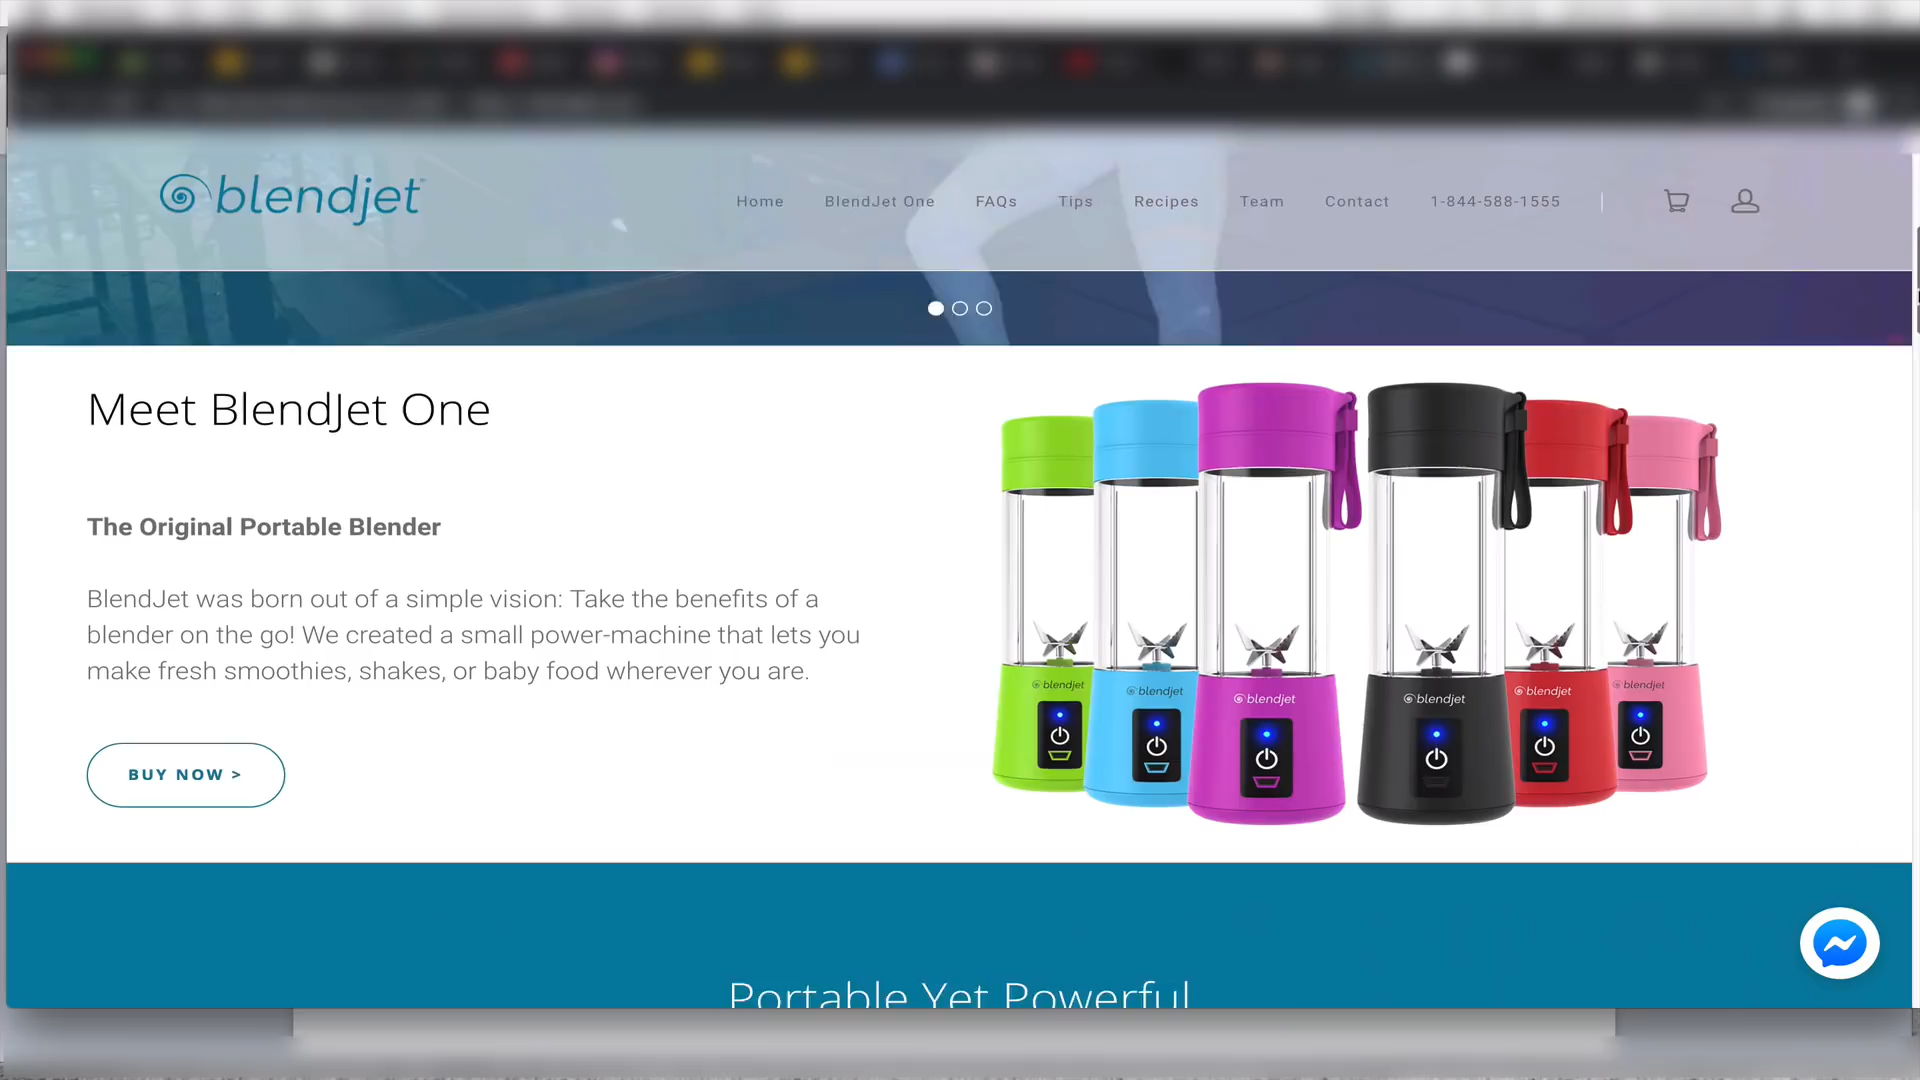 blendjet
Home BlendJet One FAQs Tips Recipes Team Contact 1-844-588-1555
Meet BlendJet One
The Original Portable Blender
BlendJet was born out of a simple vision: Take the benefits of a
blender on the go! We created a small power-machine that lets you
make fresh smoothies, shakes, or baby food wherever you are.
BUY NOW >
blendjet blendjet blendjet blendjet blendjet blendjet
Portable Yet Powerful